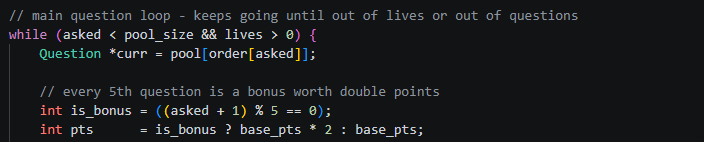 // main question loop - keeps going until out of lives or out of questions
while (asked < pool_size && lives > 0) {
    Question *curr = pool[order[asked]];

    // every 5th question is a bonus worth double points
    int is_bonus = ((asked + 1) % 5 == 0);
    int pts      = is_bonus ? base_pts * 2 : base_pts;